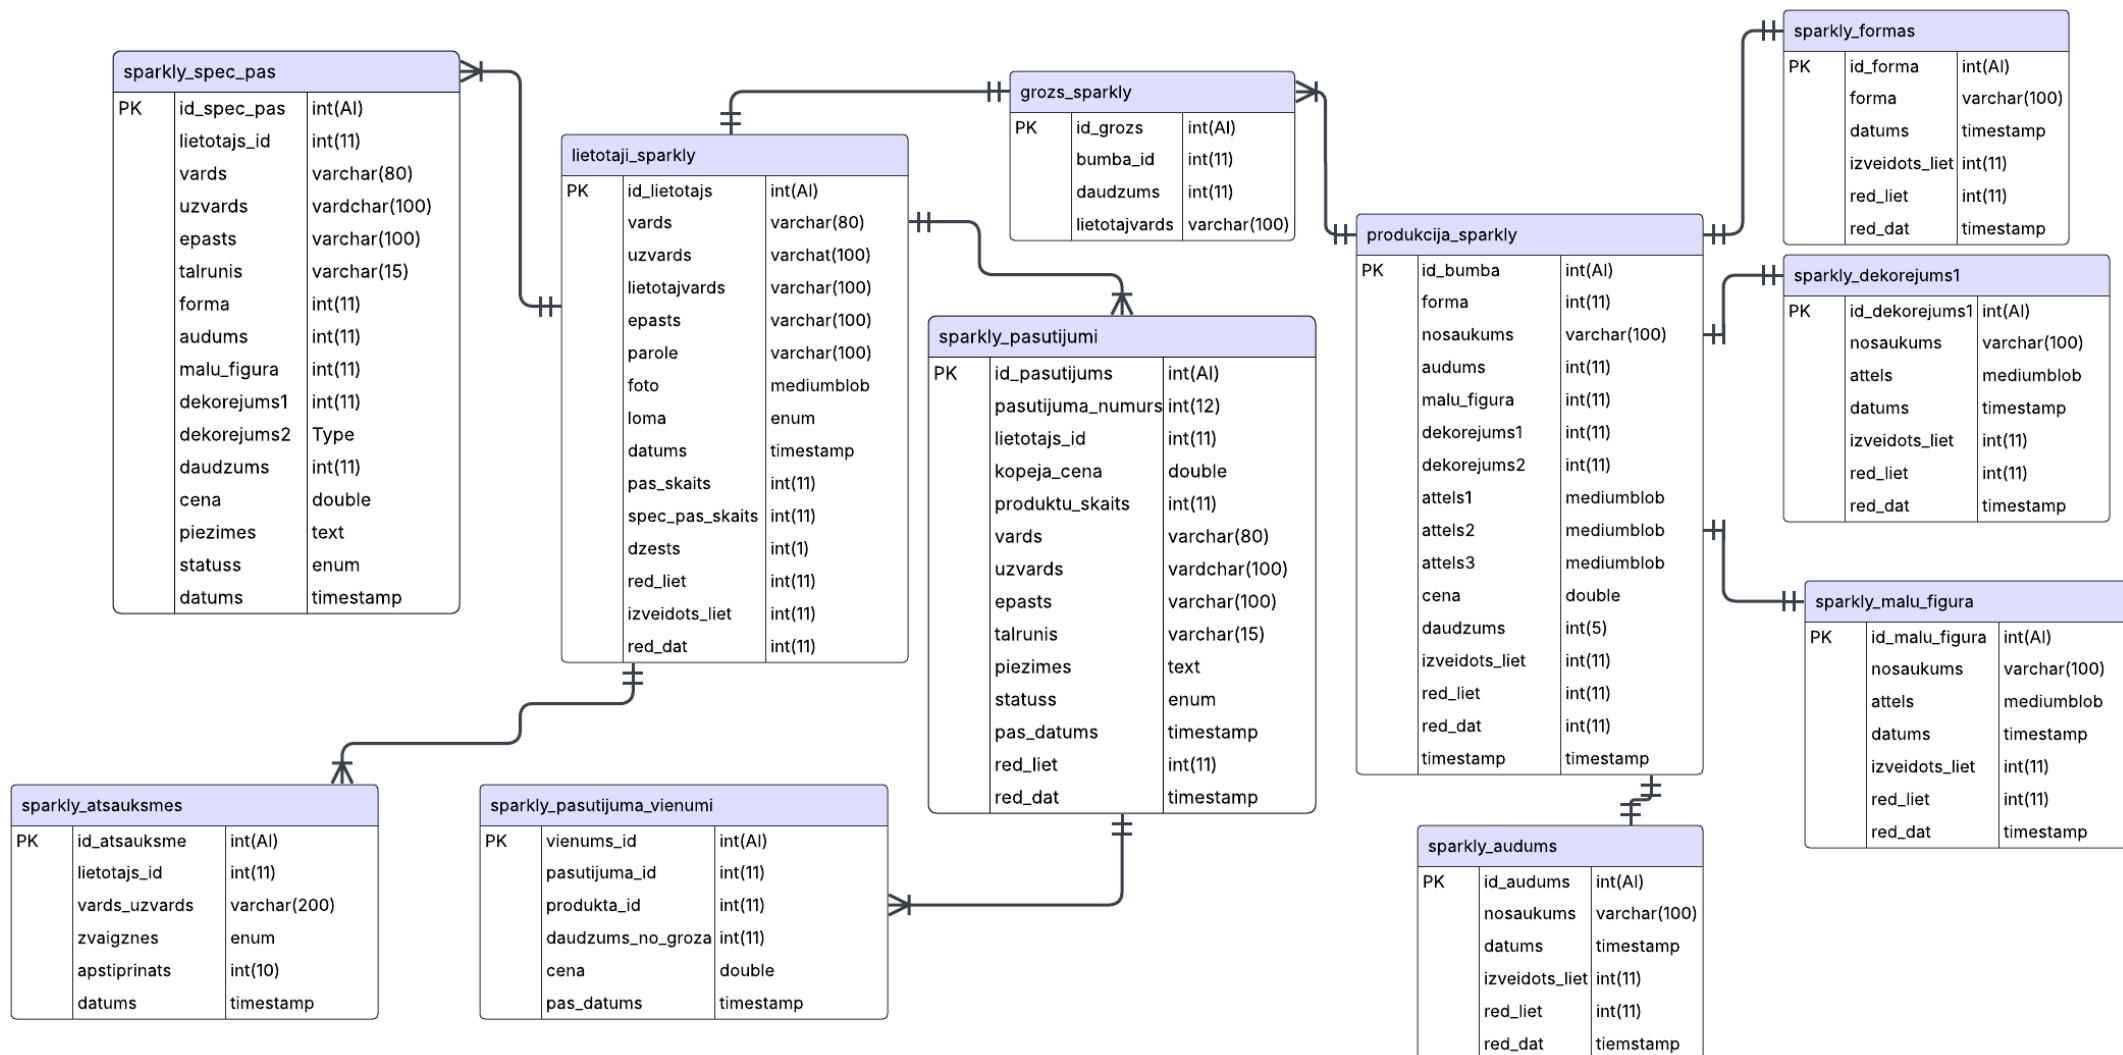 sparkly_spec_pas
PK id_spec_pas int(AI)
lietotajs_id int(11)
vards varchar(80)
uzvards vardchar(100)
epasts varchar(100)
talrunis varchar(15)
forma int(11)
audums int(11)
malu_figura int(11)
dekorejums1 int(11)
dekorejums2 Type
daudzums int(11)
cena double
piezimes text
statuss enum
datums timestamp
lietotaji_sparkly
PK id_lietotajs int(AI)
vards varchar(80)
uzvards varchat(100)
lietotajvards varchar(100)
epasts varchar(100)
parole varchar(100)
foto mediumblob
loma enum
datums timestamp
pas_skaits int(11)
spec_pas_skaits int(11)
dzests int(1)
red_liet int(11)
izveidots_liet int(11)
red_dat int(11)
grozs_sparkly
PK id_grozs int(AI)
bumba_id int(11)
daudzums int(11)
lietotajvards varchar(100)
sparkly_pasutijumi
PK id_pasutijums int(AI)
pasutijuma_numurs int(12)
lietotajs_id int(11)
kopeja_cena double
produktu_skaits int(11)
vards varchar(80)
uzvards vardchar(100)
epasts varchar(100)
talrunis varchar(15)
piezimes text
statuss enum
pas_datums timestamp
red_liet int(11)
red_dat timestamp
produkcija_sparkly
PK id_bumba int(AI)
forma int(11)
nosaukums varchar(100)
audums int(11)
malu_figura int(11)
dekorejums1 int(11)
dekorejums2 int(11)
attels1 mediumblob
attels2 mediumblob
attels3 mediumblob
cena double
daudzums int(5)
izveidots_liet int(11)
red_liet int(11)
red_dat int(11)
timestamp timestamp
sparkly_formas
PK id_forma int(AI)
forma varchar(100)
datums timestamp
izveidots_liet int(11)
red_liet int(11)
red_dat timestamp
sparkly_dekorejums1
PK id_dekorejums1 int(AI)
nosaukums varchar(100)
attels mediumblob
datums timestamp
izveidots_liet int(11)
red_liet int(11)
red_dat timestamp
sparkly_malu_figura
PK id_malu_figura int(AI)
nosaukums varchar(100)
attels mediumblob
datums timestamp
izveidots_liet int(11)
red_liet int(11)
red_dat timestamp
sparkly_atsauksmes
PK id_atsauksme int(AI)
lietotajs_id int(11)
vards_uzvards varchar(200)
zvaigznes enum
apstiprinats int(10)
datums timestamp
sparkly_pasutijuma_vienumi
PK vienums_id int(AI)
pasutijuma_id int(11)
produkta_id int(11)
daudzums_no_groza int(11)
cena double
pas_datums timestamp
sparkly_audums
PK id_audums int(AI)
nosaukums varchar(100)
datums timestamp
izveidots_liet int(11)
red_liet int(11)
red_dat tiemstamp